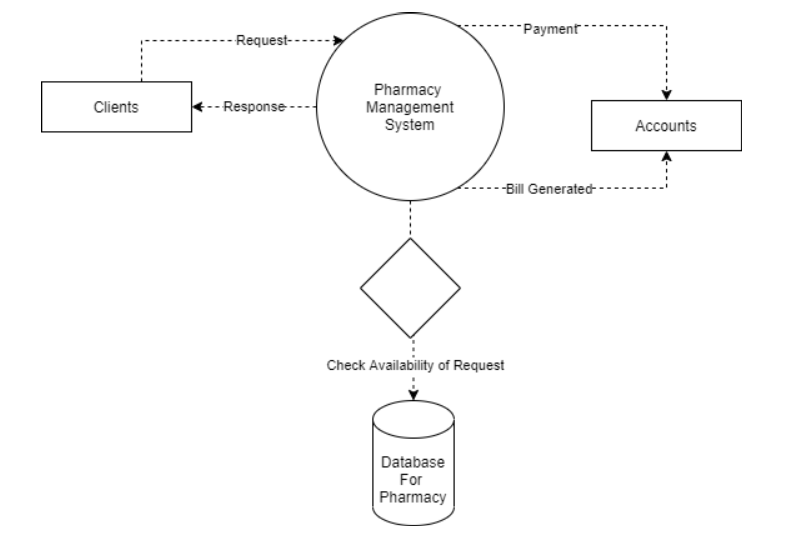 Payment
Request
Pharmacy
Management
System
Clients
Response
Accounts
Bill Generated
Check Availability of Request
Database
For
Pharmacy